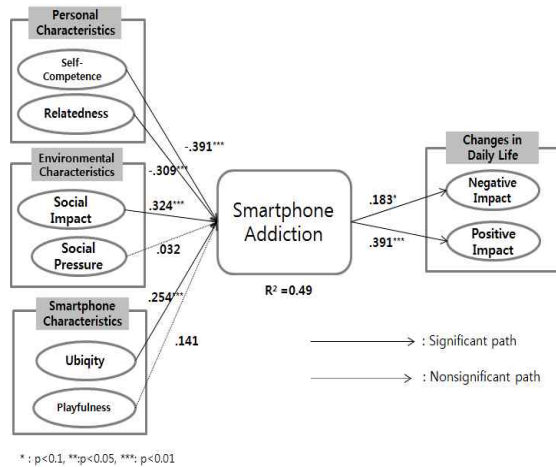 Personal
Characteristics
Self-
Competence
Relatedness
-.391***
Environmental
Characteristics
-.309***
Social
Impact
.324***
Social
Pressure
.032
Smartphone
Characteristics
.254***
Ubiqity
.141
Playfulness
Smartphone
Addiction
R² =0.49
Changes in
Daily Life
Negative
Impact
.183*
Positive
Impact
.391***
: Significant path
: Nonsignificant path
* : p<0.1, **:p<0.05, ***: p<0.01